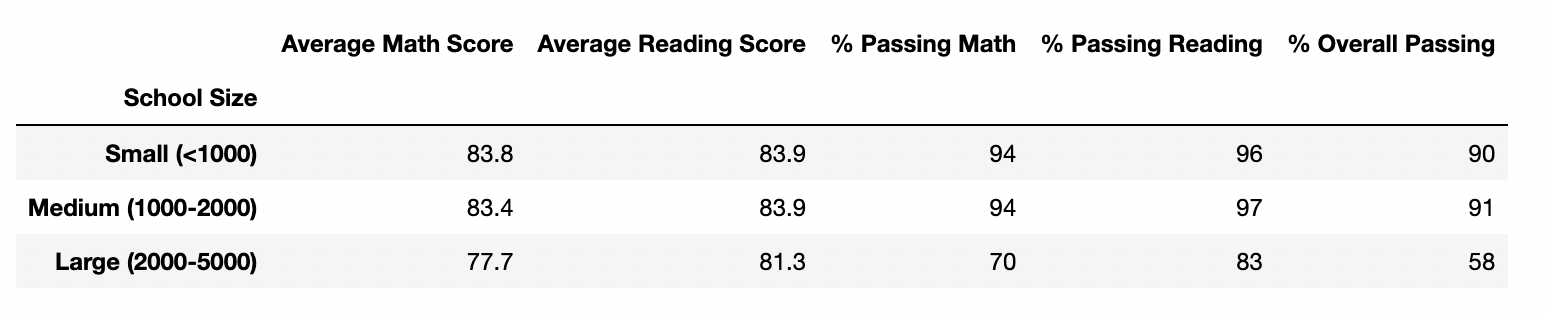 Average Math Score Average Reading Score % Passing Math % Passing Reading % Overall Passing
School Size
Small (<1000) 83.8 83.9 94 96 90
Medium (1000-2000) 83.4 83.9 94 97 91
Large (2000-5000) 77.7 81.3 70 83 58